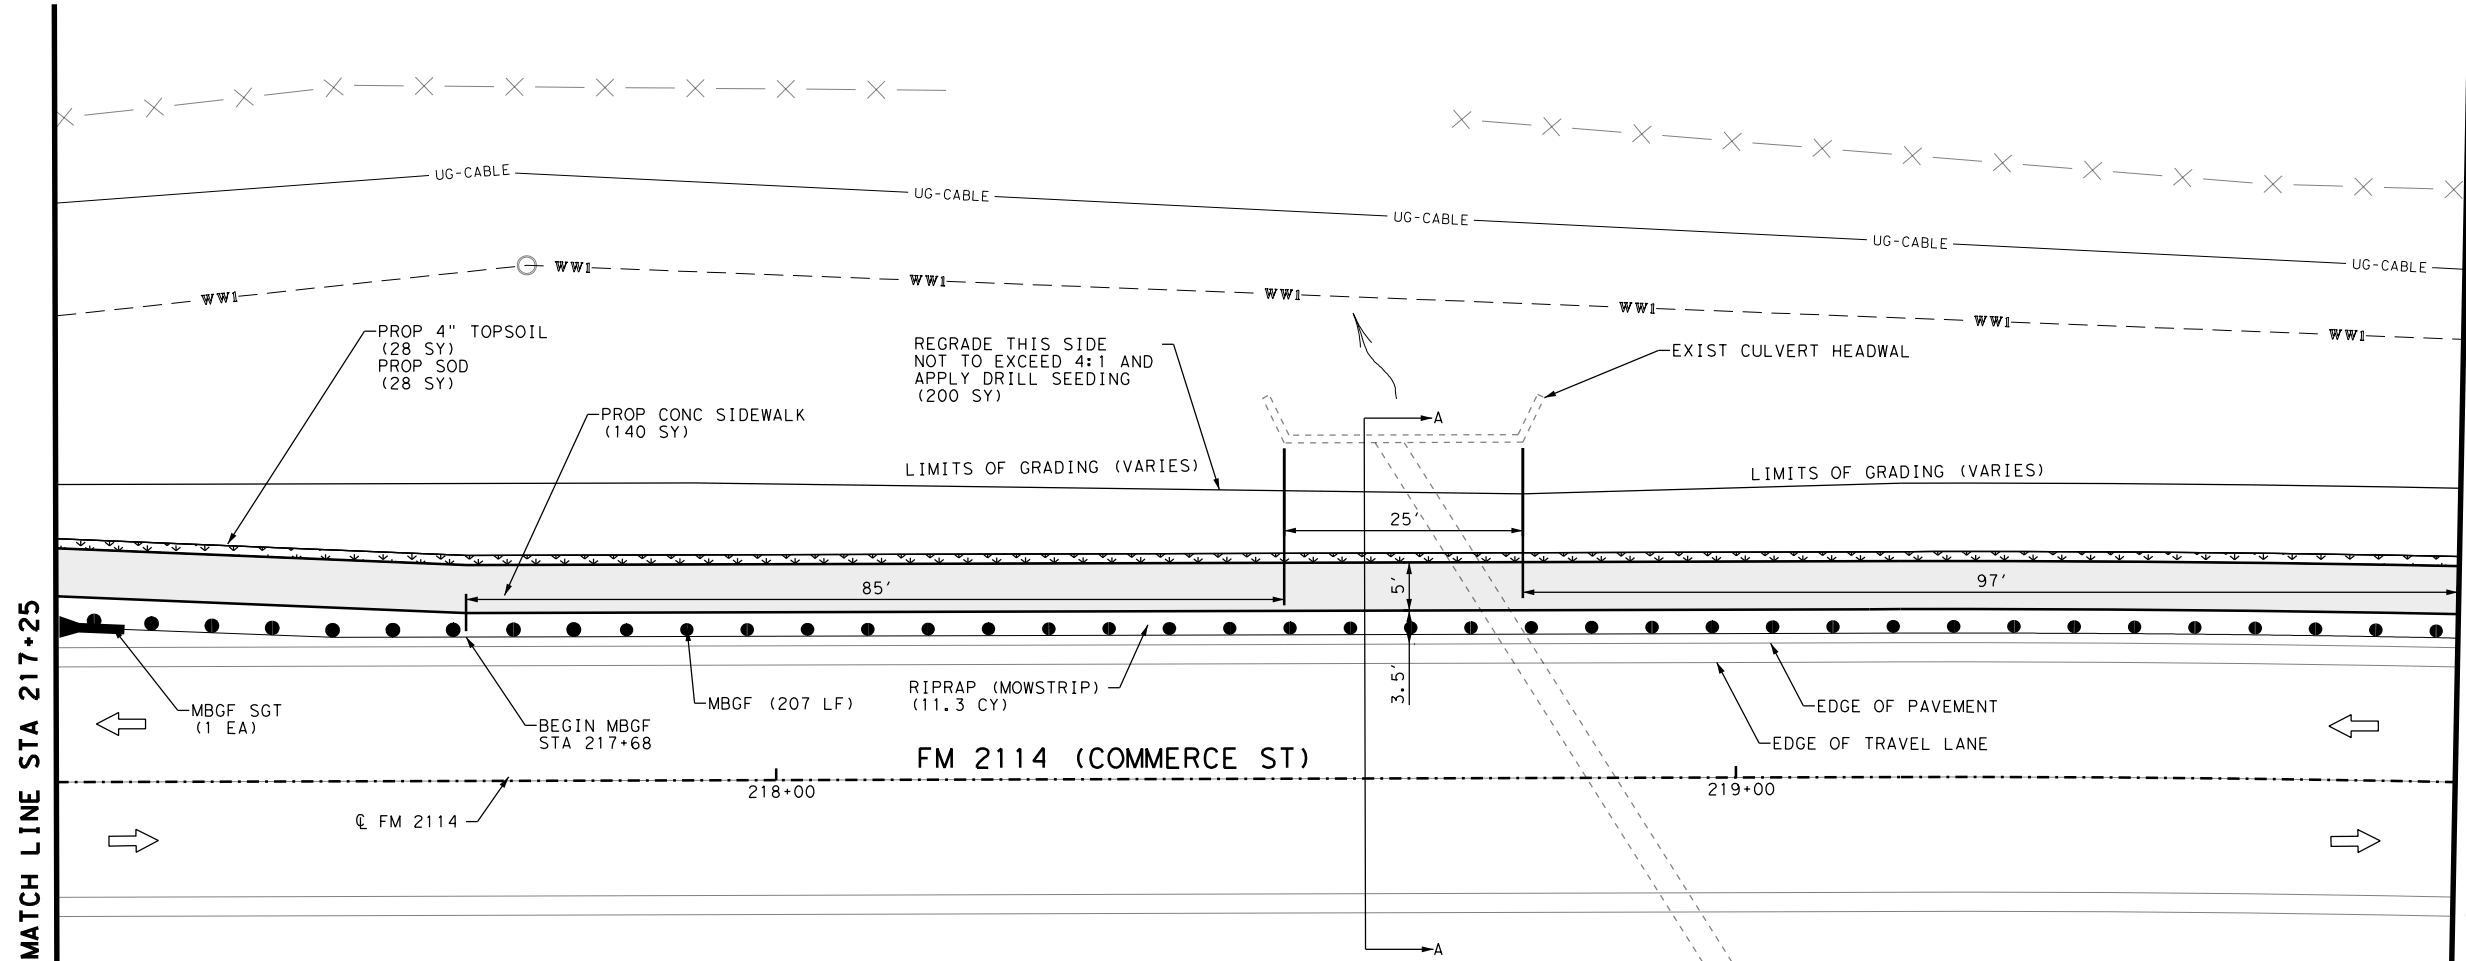 UG-CABLE
UG-CABLE
UG-CABLE
UG-CABLE
UG-CABLE
WW1
WW1
WW1
WW1
WW1
WW1
WW1
PROP 4" TOPSOIL
(28 SY)
PROP SOD
(28 SY)
REGRADE THIS SIDE
NOT TO EXCEED 4:1 AND
APPLY DRILL SEEDING
(200 SY)
EXIST CULVERT HEADWAL
PROP CONC SIDEWALK
(140 SY)
A
LIMITS OF GRADING (VARIES)
LIMITS OF GRADING (VARIES)
25'
85'
5'
97'
3.5'
MATCH LINE STA 217+25
MBGF SGT
(1 EA)
BEGIN MBGF
STA 217+68
MBGF (207 LF)
RIPRAP (MOWSTRIP)
(11.3 CY)
EDGE OF PAVEMENT
EDGE OF TRAVEL LANE
FM 2114 (COMMERCE ST)
218+00
219+00
℄ FM 2114
A